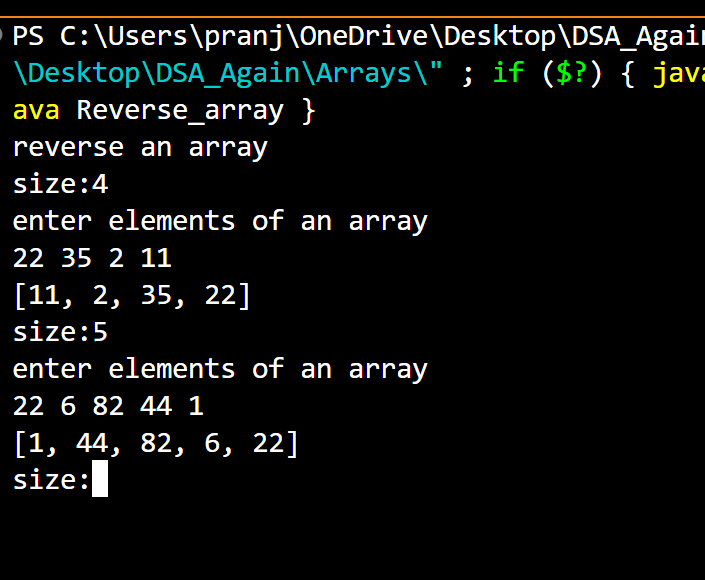 PS C:\Users\pranj\OneDrive\Desktop\DSA_Again
\Desktop\DSA_Again\Arrays\" ; if ($?) { java
ava Reverse_array }
reverse an array
size:4
enter elements of an array
22 35 2 11
[11, 2, 35, 22]
size:5
enter elements of an array
22 6 82 44 1
[1, 44, 82, 6, 22]
size: